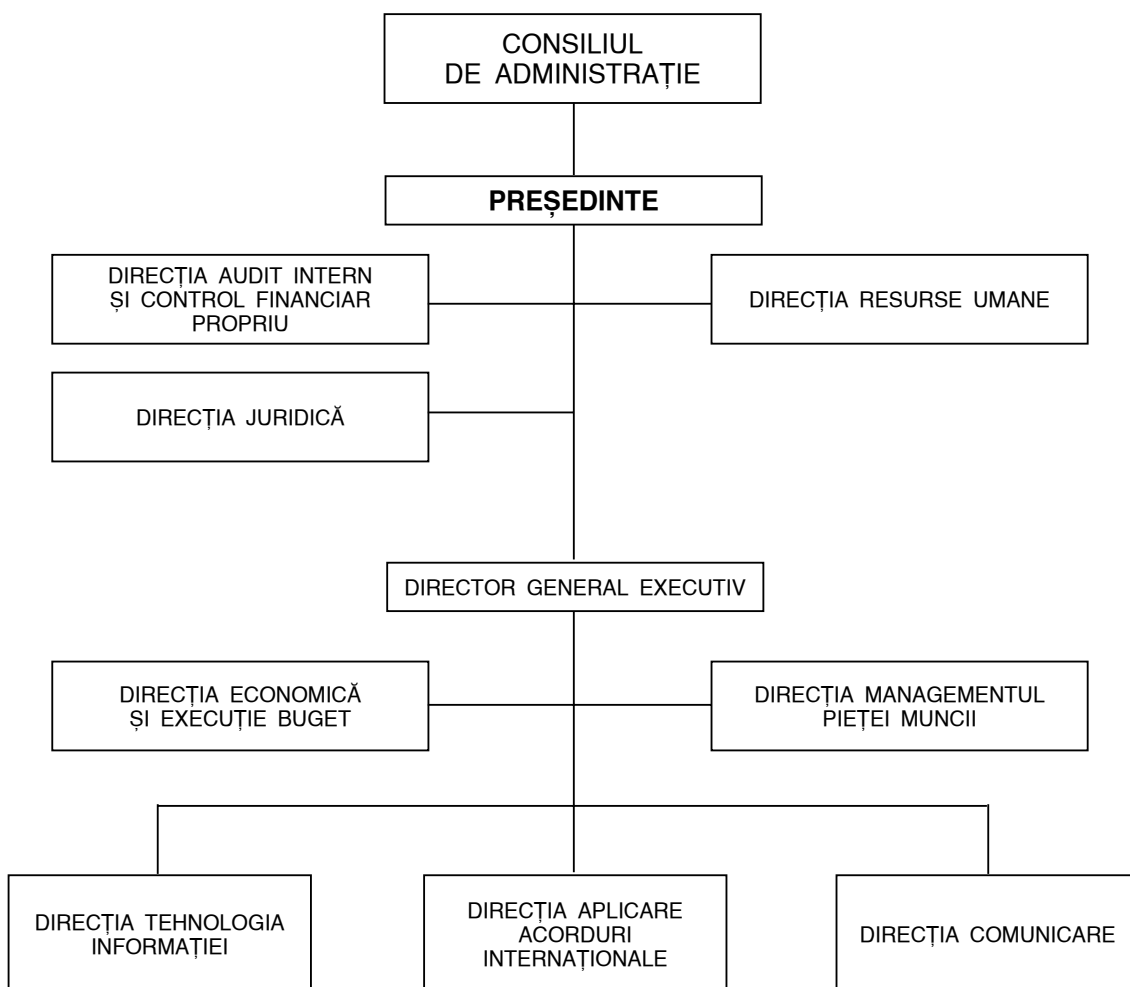 CONSILIUL
DE ADMINISTRAȚIE
PREȘEDINTE
DIRECȚIA AUDIT INTERN
ȘI CONTROL FINANCIAR
PROPRIU
DIRECȚIA RESURSE UMANE
DIRECȚIA JURIDICĂ
DIRECTOR GENERAL EXECUTIV
DIRECȚIA ECONOMICĂ
ȘI EXECUȚIE BUGET
DIRECȚIA MANAGEMENTUL
PIEȚEI MUNCII
DIRECȚIA TEHNOLOGIA
INFORMAȚIEI
DIRECȚIA APLICARE
ACORDURI
INTERNAȚIONALE
DIRECȚIA COMUNICARE